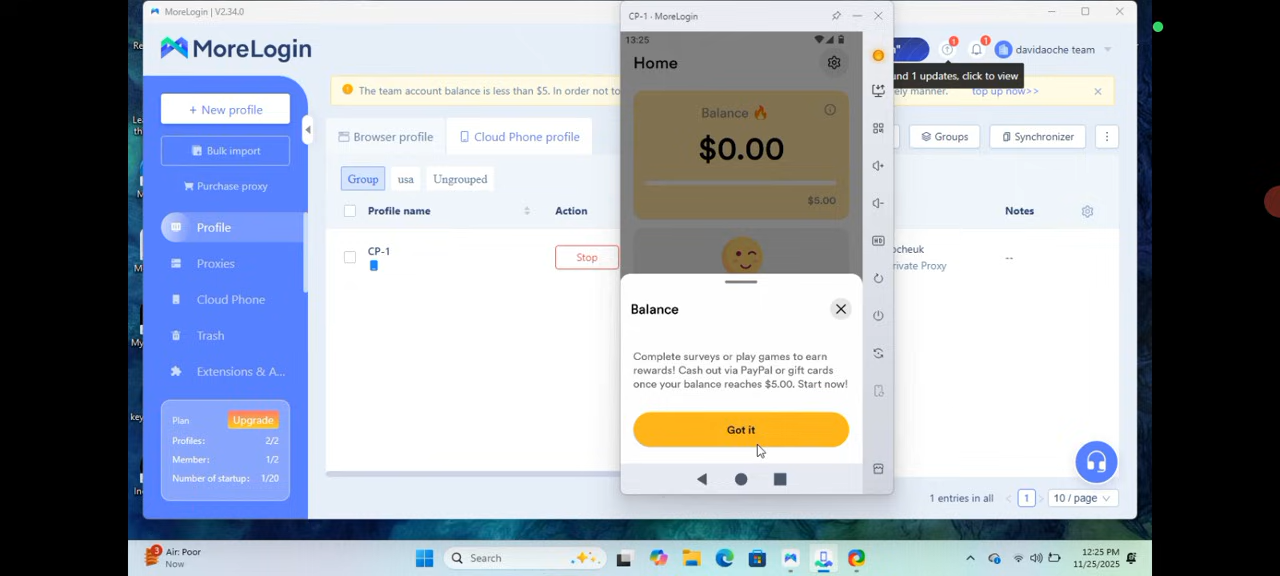 MoreLogin | V2.34.0
CP-1 · MoreLogin
MoreLogin
13:25
1
1
davidaoche team
Home
und 1 updates, click to view
+ New profile
The team account balance is less than $5. In order not to
ely manner.
top up now>>
Balance 🔥
Browser profile
Cloud Phone profile
Groups
Synchronizer
Bulk import
$0.00
Purchase proxy
Group
usa
Ungrouped
$5.00
Profile name
Action
Notes
Profile
CP-1
Stop
ocheuk
rivate Proxy
--
Proxies
Cloud Phone
Balance
Trash
Complete surveys or play games to earn
rewards! Cash out via PayPal or gift cards
once your balance reaches $5.00. Start now!
Extensions & A...
Plan
Upgrade
Got it
Profiles:
2/2
Member:
1/2
Number of startup:
1/20
1 entries in all
1
10 / page
3
Air: Poor
Now
Search
12:25 PM
11/25/2025